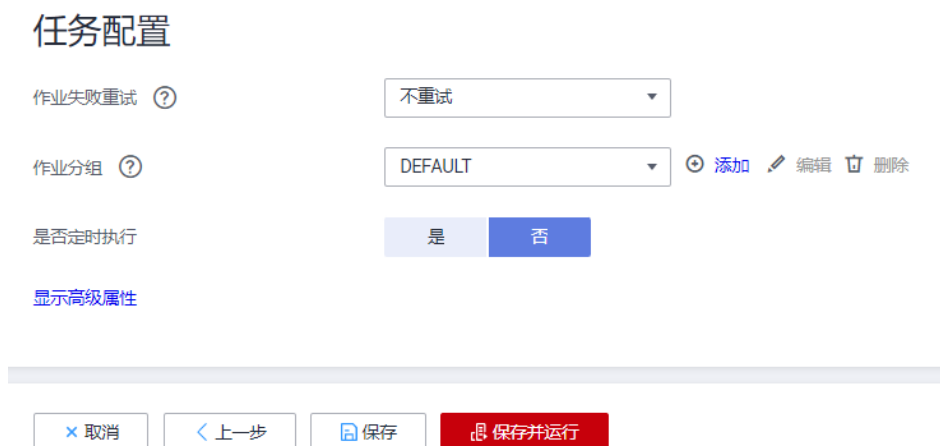 任务配置
作业失败重试 ? 不重试
作业分组 ? DEFAULT 添加 编辑 删除
是否定时执行 是 否
显示高级属性
取消 上一步 保存 保存并运行